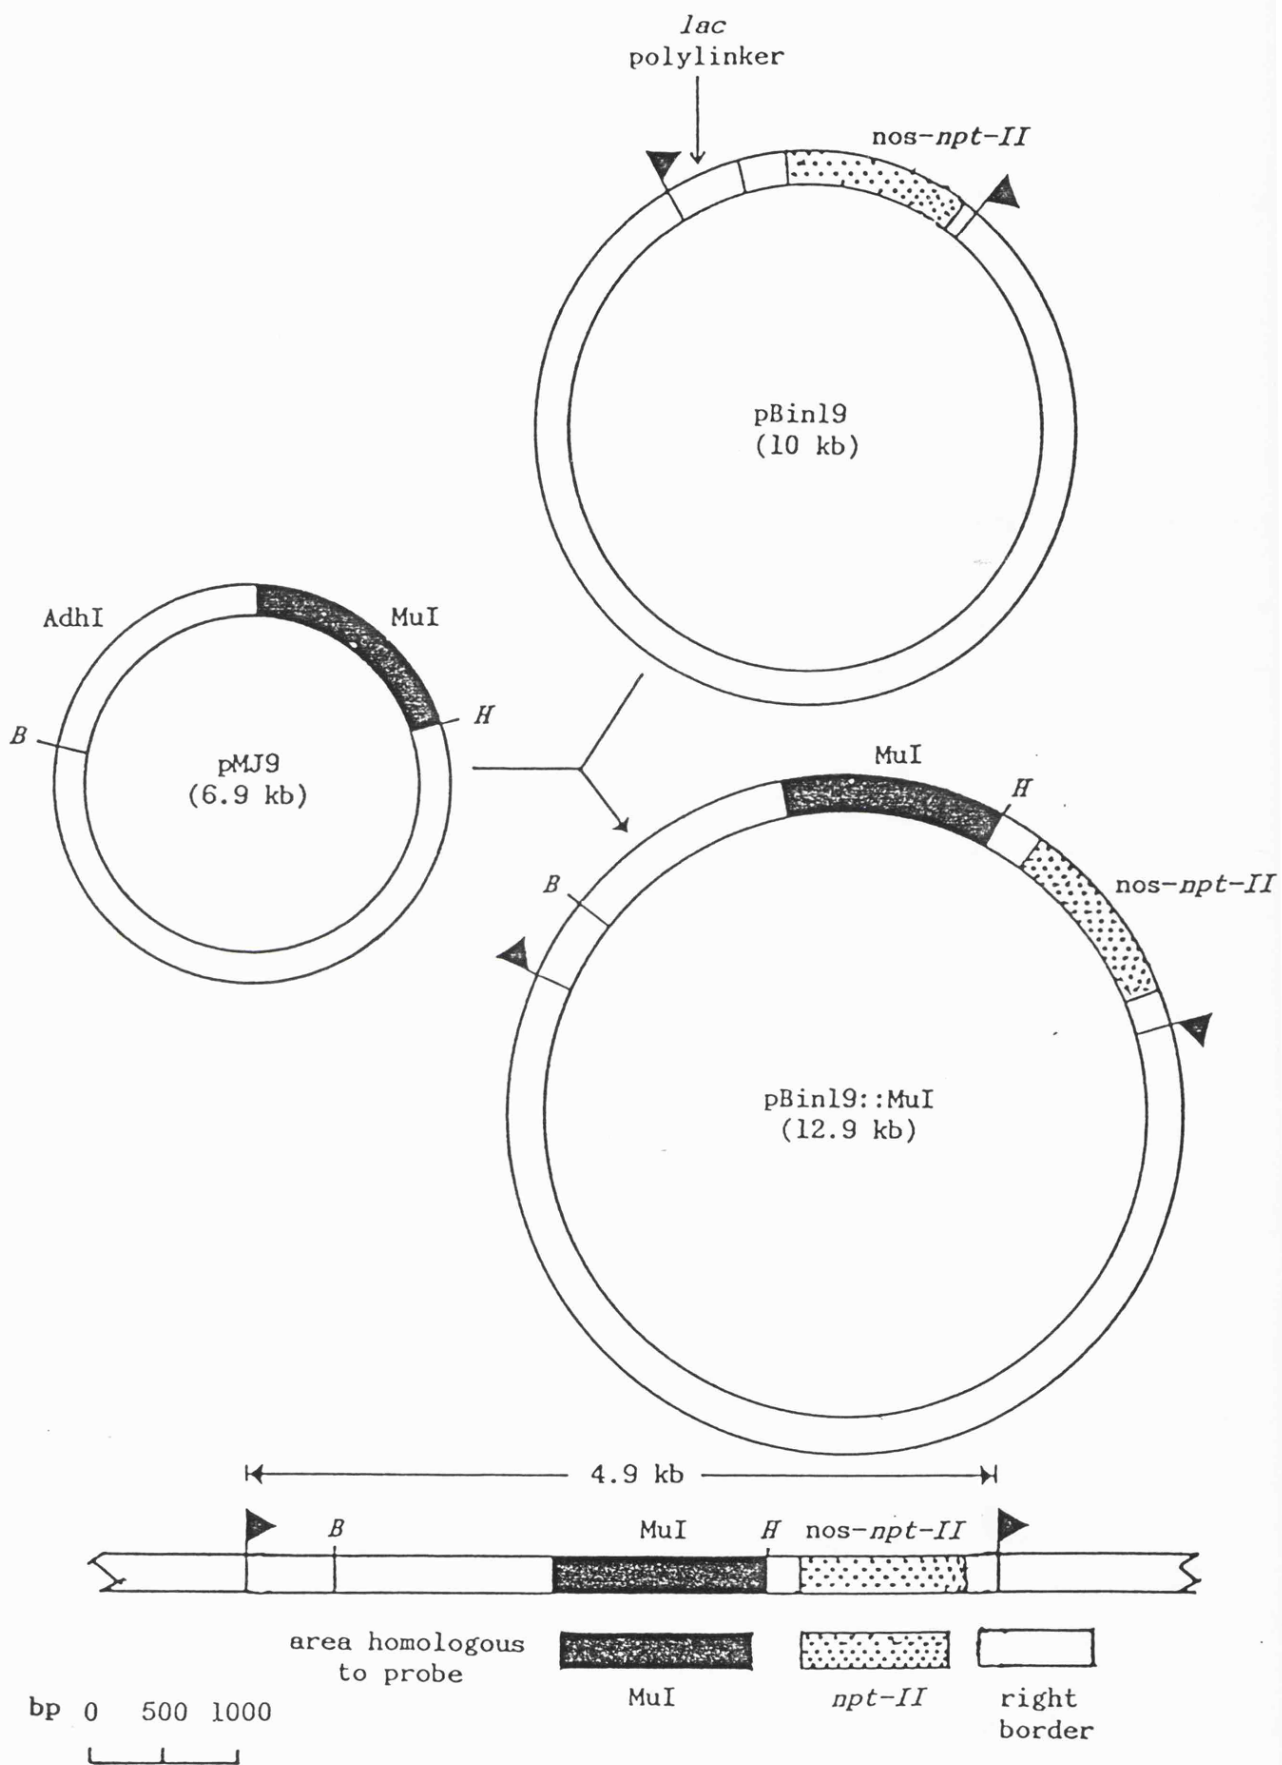 lac
polylinker
nos-npt-II
pBin19
(10 kb)
AdhI
MuI
B
H
pMJ9
(6.9 kb)
MuI
H
B
nos-npt-II
pBin19::MuI
(12.9 kb)
4.9 kb
B
MuI
H
nos-npt-II
area homologous
to probe
MuI
npt-II
right
border
bp 0 500 1000